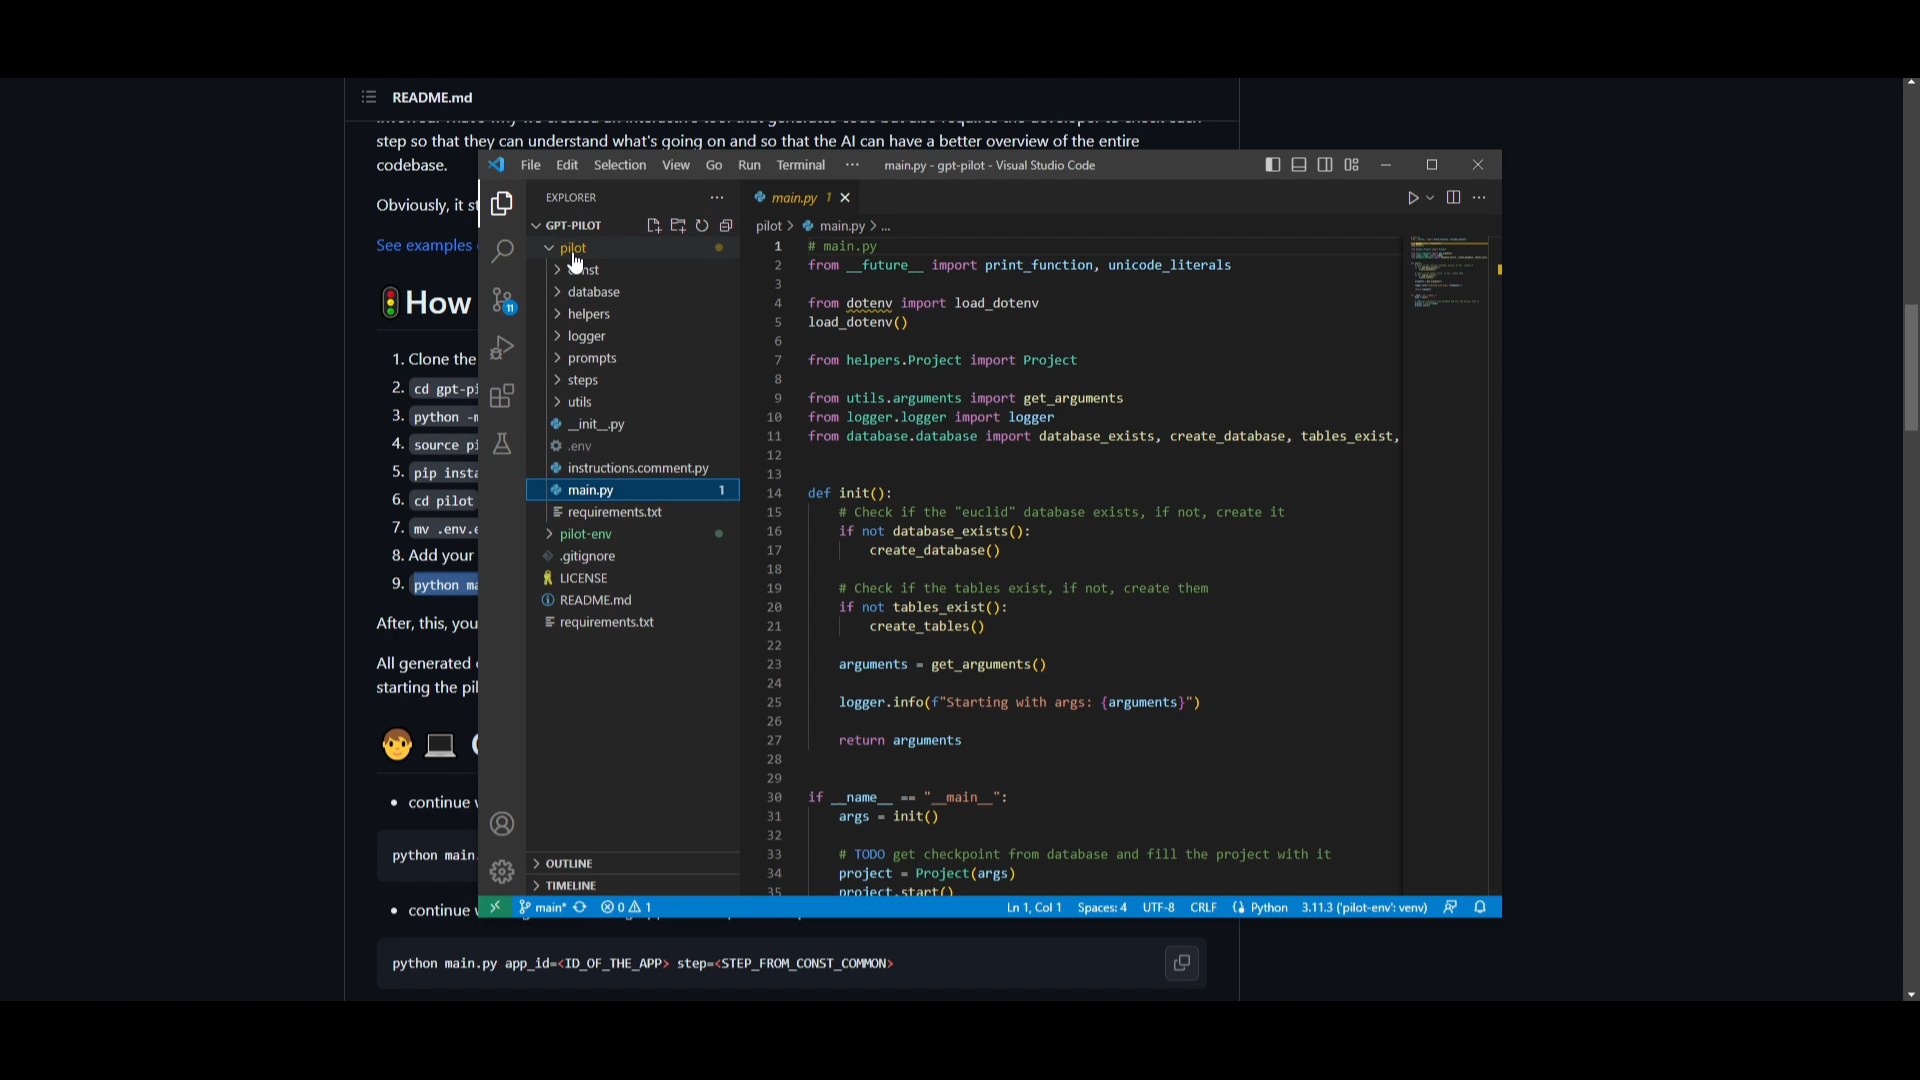 README.md
step so that they can understand what's going on and so that the AI can have a better overview of the entire
codebase.
Obviously, it
See examples
How
1. Clone the
2. cd gpt-pi
3. python -m
4. source pi
5. pip insta
6. cd pilot
7. mv .env.e
8. Add your
9. python ma
After, this, you
All generated
starting the pil
• continue
python main.
• continue
python main.py app_id=<ID_OF_THE_APP> step=<STEP_FROM_CONST_COMMON>
File Edit Selection View Go Run Terminal ··· main.py - gpt-pilot - Visual Studio Code
EXPLORER ···
GPT-PILOT
pilot
const
database
helpers
logger
prompts
steps
utils
__init__.py
.env
instructions.comment.py
main.py 1
requirements.txt
pilot-env
.gitignore
LICENSE
README.md
requirements.txt
OUTLINE
TIMELINE
11
main.py 1
pilot > main.py > ...
1 # main.py
2 from __future__ import print_function, unicode_literals
3
4 from dotenv import load_dotenv
5 load_dotenv()
6
7 from helpers.Project import Project
8
9 from utils.arguments import get_arguments
10 from logger.logger import logger
11 from database.database import database_exists, create_database, tables_exist,
12
13
14 def init():
15 # Check if the "euclid" database exists, if not, create it
16 if not database_exists():
17 create_database()
18
19 # Check if the tables exist, if not, create them
20 if not tables_exist():
21 create_tables()
22
23 arguments = get_arguments()
24
25 logger.info(f"Starting with args: {arguments}")
26
27 return arguments
28
29
30 if __name__ == "__main__":
31 args = init()
32
33 # TODO get checkpoint from database and fill the project with it
34 project = Project(args)
35 project.start()
main* 0 1 Ln 1, Col 1 Spaces: 4 UTF-8 CRLF Python 3.11.3 ('pilot-env': venv)